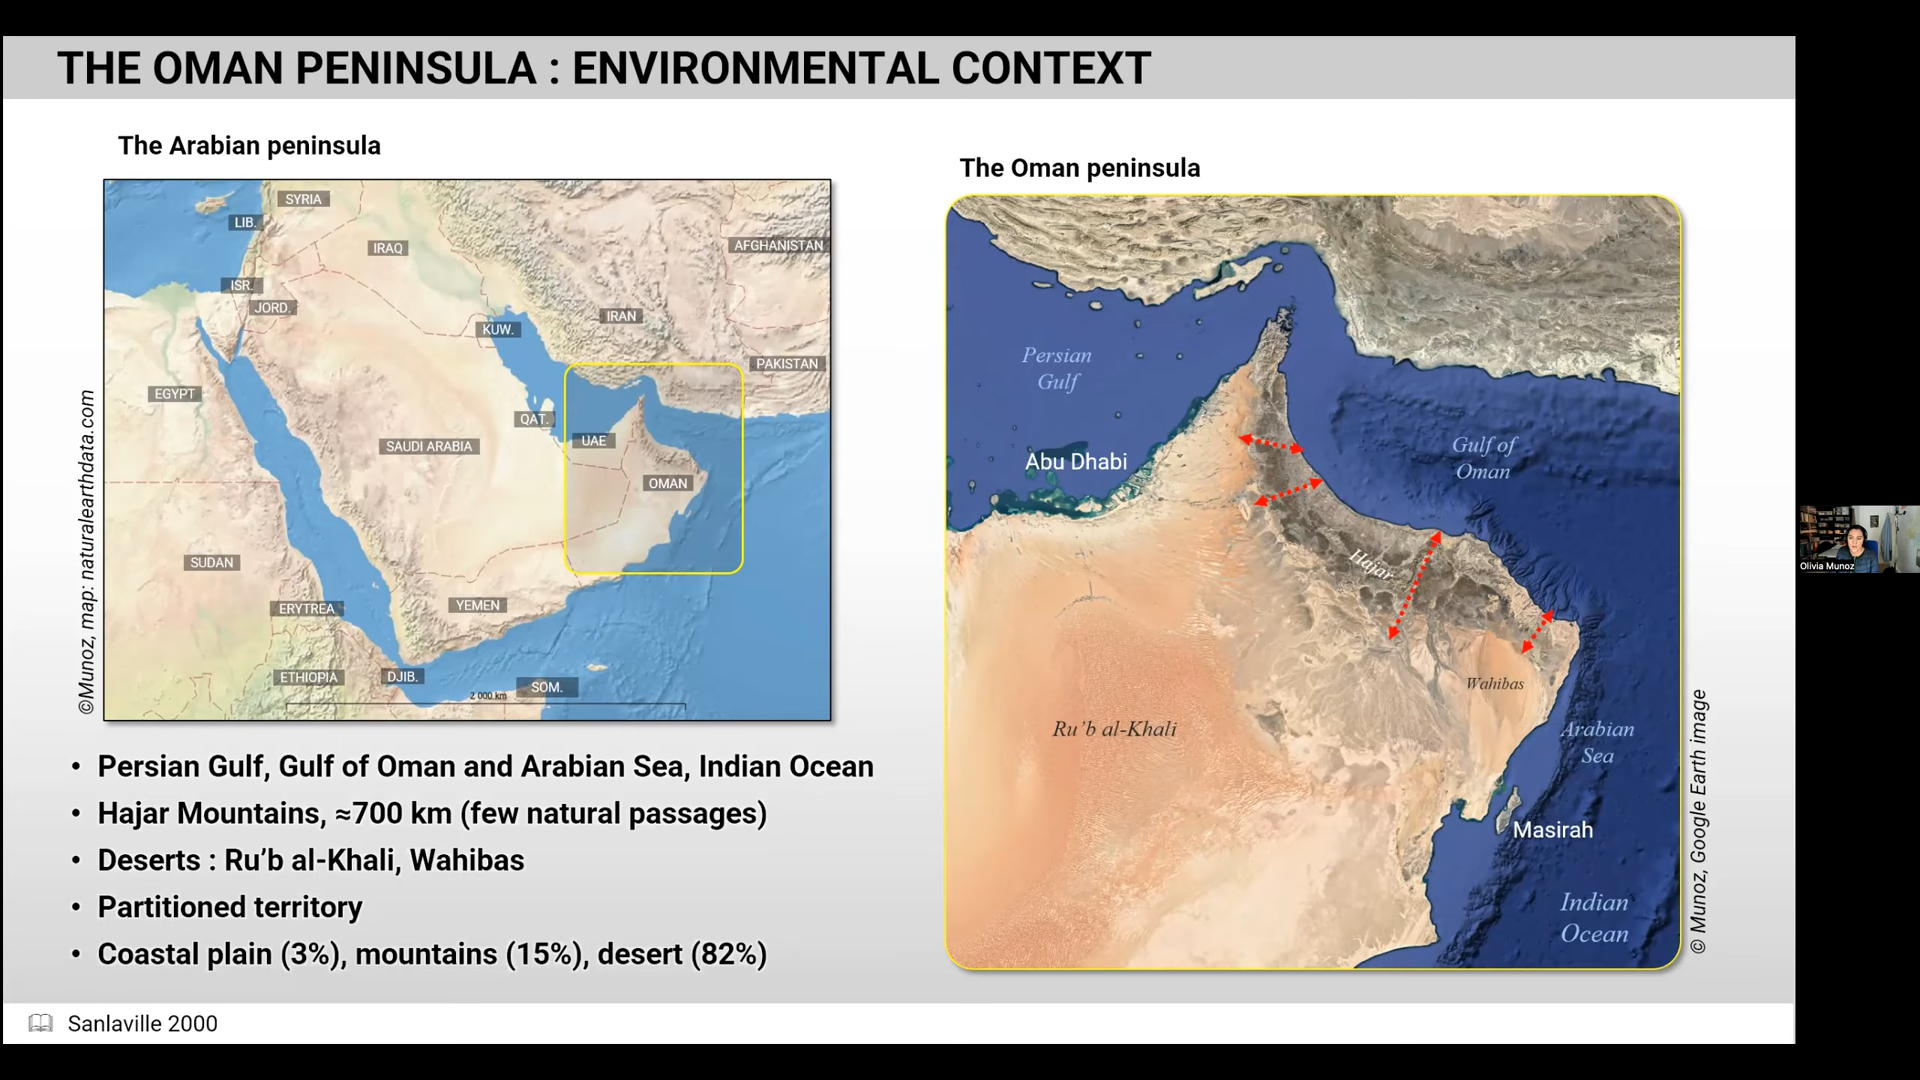 THE OMAN PENINSULA : ENVIRONMENTAL CONTEXT
The Arabian peninsula
SYRIA
LIB.
IRAQ
AFGHANISTAN
ISR.
JORD.
IRAN
KUW.
PAKISTAN
EGYPT
QAT.
UAE
SAUDI ARABIA
OMAN
SUDAN
ERYTREA
YEMEN
ETHIOPIA
DJIB.
SOM.
2 000 km
©Munoz, map: naturalearthdata.com
• Persian Gulf, Gulf of Oman and Arabian Sea, Indian Ocean
• Hajar Mountains, ≈700 km (few natural passages)
• Deserts : Ru’b al-Khali, Wahibas
• Partitioned territory
• Coastal plain (3%), mountains (15%), desert (82%)
The Oman peninsula
Persian
Gulf
Abu Dhabi
Gulf of
Oman
Hajar
Wahibas
Ru’b al-Khali
Arabian
Sea
Masirah
Indian
Ocean
© Munoz, Google Earth image
Sanlaville 2000
Olivia Munoz